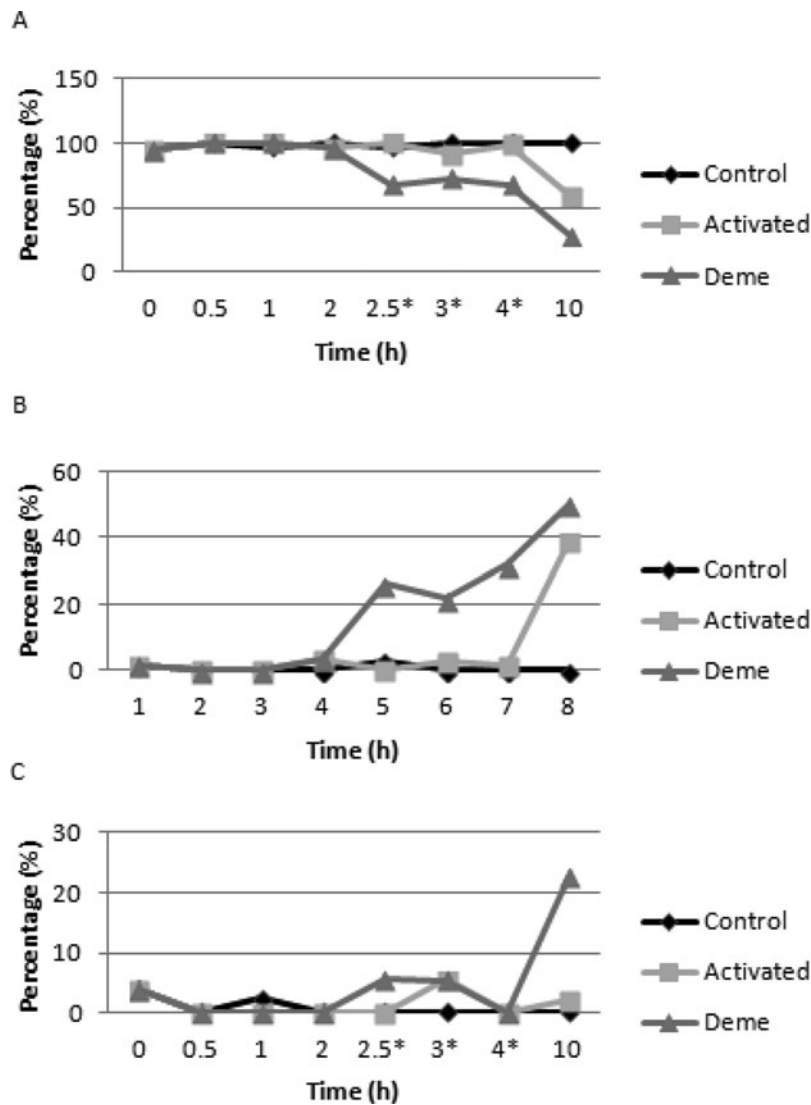 A
150
100
50
0
Percentage (%)
0 0.5 1 2 2.5* 3* 4* 10
Time (h)
Control
Activated
Deme
B
60
40
20
0
Percentage (%)
1 2 3 4 5 6 7 8
Time (h)
Control
Activated
Deme
C
30
20
10
0
Percentage (%)
0 0.5 1 2 2.5* 3* 4* 10
Time (h)
Control
Activated
Deme